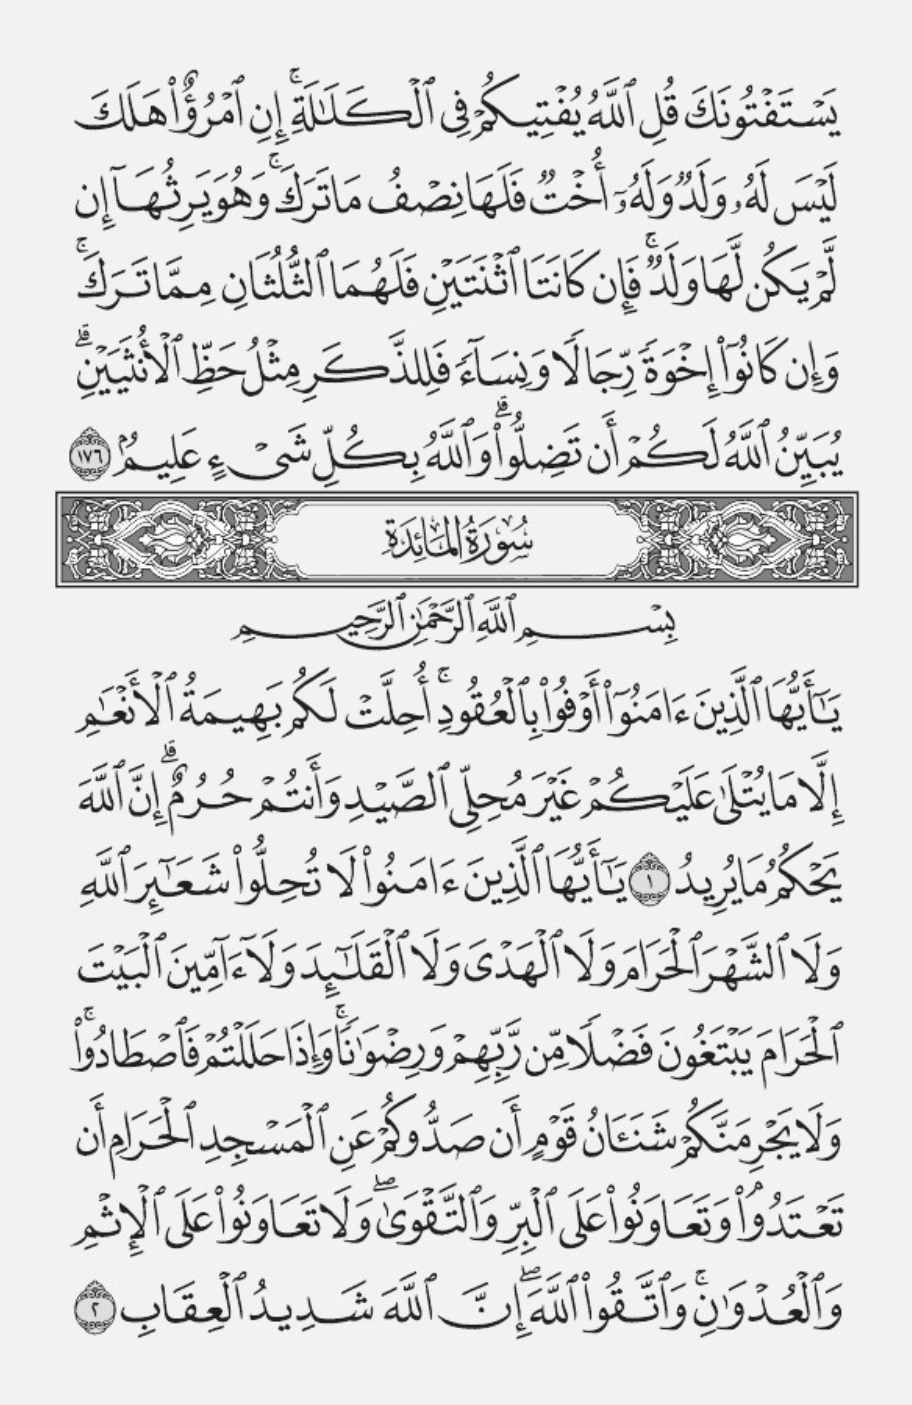 يَسْتَفْتُونَكَ قُلِ ٱللَّهُ يُفْتِيكُمْ فِى ٱلْكَلَـٰلَةِ ۚ إِنِ ٱمْرُؤٌا۟ هَلَكَ
لَيْسَ لَهُۥ وَلَدٌ وَلَهُۥٓ أُخْتٌ فَلَهَا نِصْفُ مَا تَرَكَ ۚ وَهُوَ يَرِثُهَآ إِن
لَّمْ يَكُن لَّهَا وَلَدٌ ۚ فَإِن كَانَتَا ٱثْنَتَيْنِ فَلَهُمَا ٱلثُّلُثَانِ مِمَّا تَرَكَ ۚ
وَإِن كَانُوٓا۟ إِخْوَةً رِّجَالًا وَنِسَآءً فَلِلذَّكَرِ مِثْلُ حَظِّ ٱلْأُنثَيَيْنِ ۗ
يُبَيِّنُ ٱللَّهُ لَكُمْ أَن تَضِلُّوا۟ ۗ وَٱللَّهُ بِكُلِّ شَىْءٍ عَلِيمٌۢ ١٧٦
سُورَةُ المَائِدَةِ
بِسْمِ ٱللَّهِ ٱلرَّحْمَـٰنِ ٱلرَّحِيمِ
يَـٰٓأَيُّهَا ٱلَّذِينَ ءَامَنُوٓا۟ أَوْفُوا۟ بِٱلْعُقُودِ ۚ أُحِلَّتْ لَكُم بَهِيمَةُ ٱلْأَنْعَـٰمِ
إِلَّا مَا يُتْلَىٰ عَلَيْكُمْ غَيْرَ مُحِلِّى ٱلصَّيْدِ وَأَنتُمْ حُرُمٌ ۗ إِنَّ ٱللَّهَ
يَحْكُمُ مَا يُرِيدُ ١ يَـٰٓأَيُّهَا ٱلَّذِينَ ءَامَنُوا۟ لَا تُحِلُّوا۟ شَعَـٰٓئِرَ ٱللَّهِ
وَلَا ٱلشَّهْرَ ٱلْحَرَامَ وَلَا ٱلْهَدْىَ وَلَا ٱلْقَلَـٰٓئِدَ وَلَآ ءَآمِّينَ ٱلْبَيْتَ
ٱلْحَرَامَ يَبْتَغُونَ فَضْلًا مِّن رَّبِّهِمْ وَرِضْوَٰنًا ۚ وَإِذَا حَلَلْتُمْ فَٱصْطَادُوا۟ ۚ
وَلَا يَجْرِمَنَّكُمْ شَنَـَٔانُ قَوْمٍ أَن صَدُّوكُمْ عَنِ ٱلْمَسْجِدِ ٱلْحَرَامِ أَن
تَعْتَدُوا۟ ۘ وَتَعَاوَنُوا۟ عَلَى ٱلْبِرِّ وَٱلتَّقْوَىٰ ۖ وَلَا تَعَاوَنُوا۟ عَلَى ٱلْإِثْمِ
وَٱلْعُدْوَٰنِ ۚ وَٱتَّقُوا۟ ٱللَّهَ ۖ إِنَّ ٱللَّهَ شَدِيدُ ٱلْعِقَابِ ٢